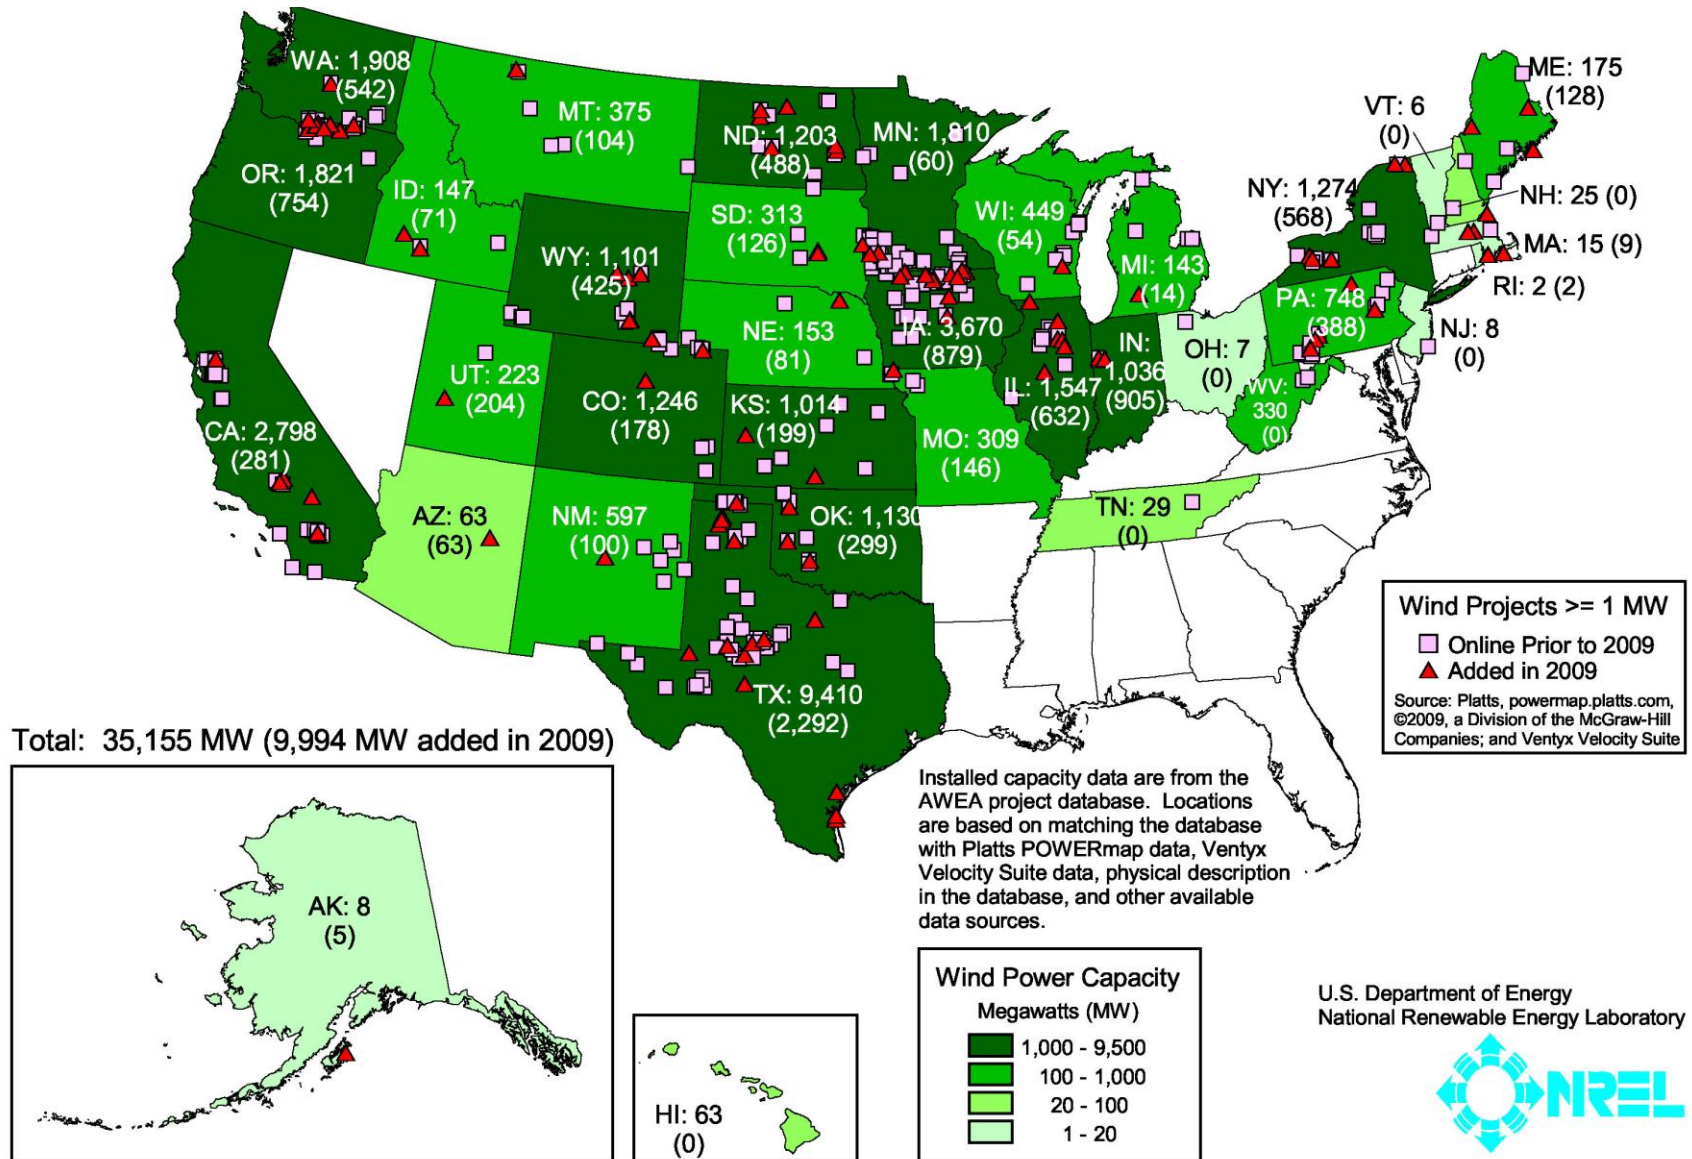 WA: 1,908
(542)
MT: 375
(104)
ND: 1,203
(488)
MN: 1,810
(60)
VT: 6
(0)
ME: 175
(128)
OR: 1,821
(754)
ID: 147
(71)
SD: 313
(126)
WI: 449
(54)
NY: 1,274
(568)
NH: 25 (0)
WY: 1,101
(425)
MI: 143
(14)
MA: 15 (9)
RI: 2 (2)
PA: 748
(388)
NE: 153
(81)
IA: 3,670
(879)
NJ: 8
(0)
UT: 223
(204)
CO: 1,246
(178)
KS: 1,014
(199)
IL: 1,547
(632)
IN:
1,036
(905)
OH: 7
(0)
WV:
330
(0)
CA: 2,798
(281)
MO: 309
(146)
AZ: 63
(63)
NM: 597
(100)
OK: 1,130
(299)
TN: 29
(0)
TX: 9,410
(2,292)
Wind Projects >= 1 MW
Online Prior to 2009
Added in 2009
Source: Platts, powermap.platts.com,
©2009, a Division of the McGraw-Hill
Companies; and Ventyx Velocity Suite
Total: 35,155 MW (9,994 MW added in 2009)
Installed capacity data are from the
AWEA project database. Locations
are based on matching the database
with Platts POWERmap data, Ventyx
Velocity Suite data, physical description
in the database, and other available
data sources.
AK: 8
(5)
HI: 63
(0)
Wind Power Capacity
Megawatts (MW)
1,000 - 9,500
100 - 1,000
20 - 100
1 - 20
U.S. Department of Energy
National Renewable Energy Laboratory
NREL